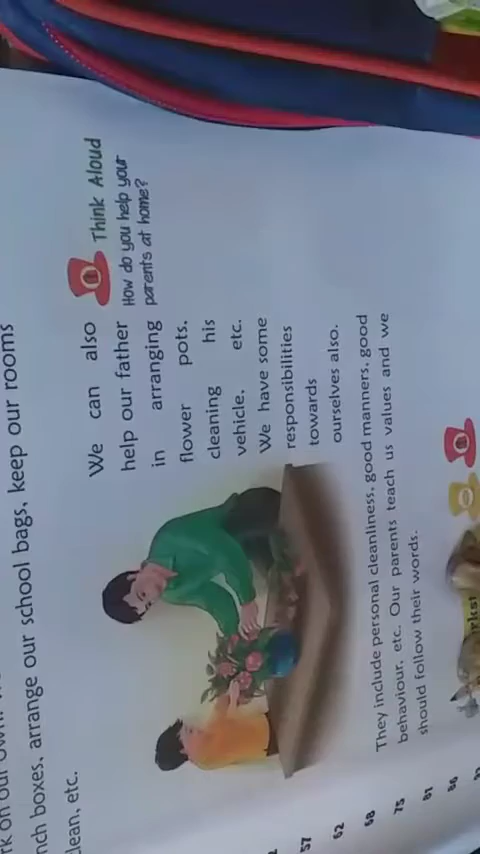 rk on our own.
nch boxes, arrange our school bags, keep our rooms
lean, etc.
We can also
help our father
in arranging
flower pots,
cleaning his
vehicle, etc.
We have some
responsibilities
towards
ourselves also.
Think Aloud
How do you help your
parents at home?
They include personal cleanliness, good manners, good
behaviour, etc. Our parents teach us values and we
should follow their words.
57
62
68
75
81
86